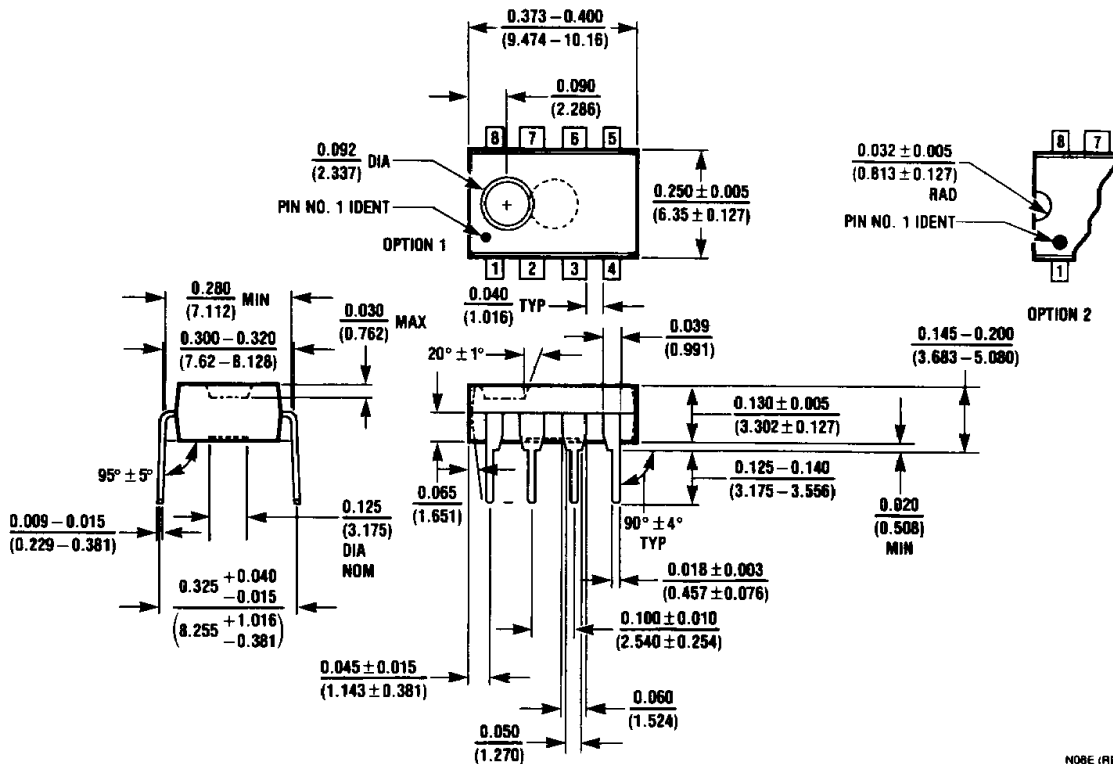 0.373 – 0.400
(9.474 – 10.16)
0.090
(2.286)
8 7 6 5
0.092 DIA
(2.337)
PIN NO. 1 IDENT
OPTION 1
0.250 ± 0.005
(6.35 ± 0.127)
1 2 3 4
8 7
0.032 ± 0.005
(0.813 ± 0.127)
RAD
PIN NO. 1 IDENT
1
OPTION 2
0.280 MIN
(7.112)
0.300 – 0.320
(7.62 – 8.128)
0.030 MAX
(0.762)
0.040 TYP
(1.016)
20° ± 1°
0.039
(0.991)
0.145 – 0.200
(3.683 – 5.080)
0.130 ± 0.005
(3.302 ± 0.127)
0.125 – 0.140
(3.175 – 3.556)
0.020
(0.508)
MIN
95° ± 5°
0.009 – 0.015
(0.229 – 0.381)
0.125
(3.175)
DIA
NOM
0.065
(1.651)
90° ± 4°
TYP
0.018 ± 0.003
(0.457 ± 0.076)
0.325 +0.040
–0.015
(8.255 +1.016
–0.381)
0.100 ± 0.010
(2.540 ± 0.254)
0.045 ± 0.015
(1.143 ± 0.381)
0.060
(1.524)
0.050
(1.270)
N08E